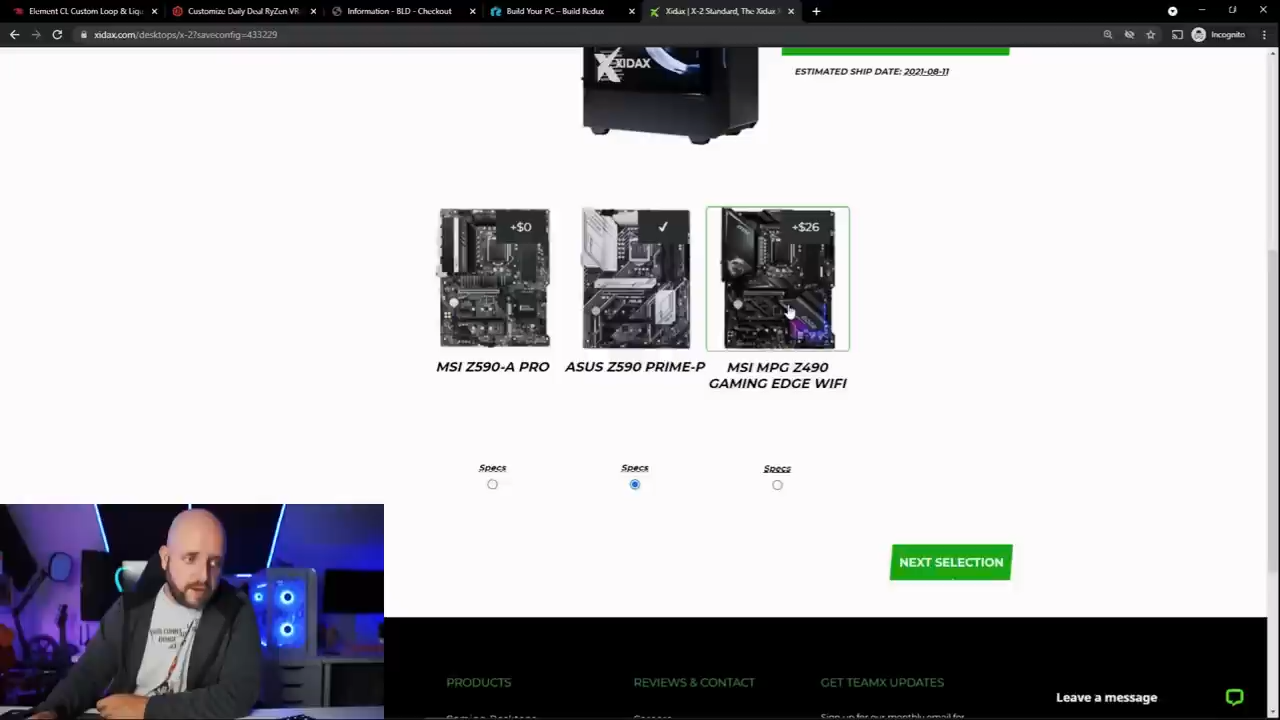 Element CL Custom Loop & Liq
Customize Daily Deal RyZen VR
Information - BLD - Checkout
Build Your PC – Build Redux
Xidax | X-2 Standard, The Xidax
xidax.com/desktops/x-2?saveconfig=433229
Incognito
XIDAX
ESTIMATED SHIP DATE: 2021-08-11
+$0
+$26
MSI Z590-A PRO
ASUS Z590 PRIME-P
MSI MPG Z490
GAMING EDGE WIFI
Specs
Specs
Specs
NEXT SELECTION
PRODUCTS
REVIEWS & CONTACT
GET TEAMX UPDATES
Gaming Desktops
Careers
Sign up for our monthly email for
Leave a message